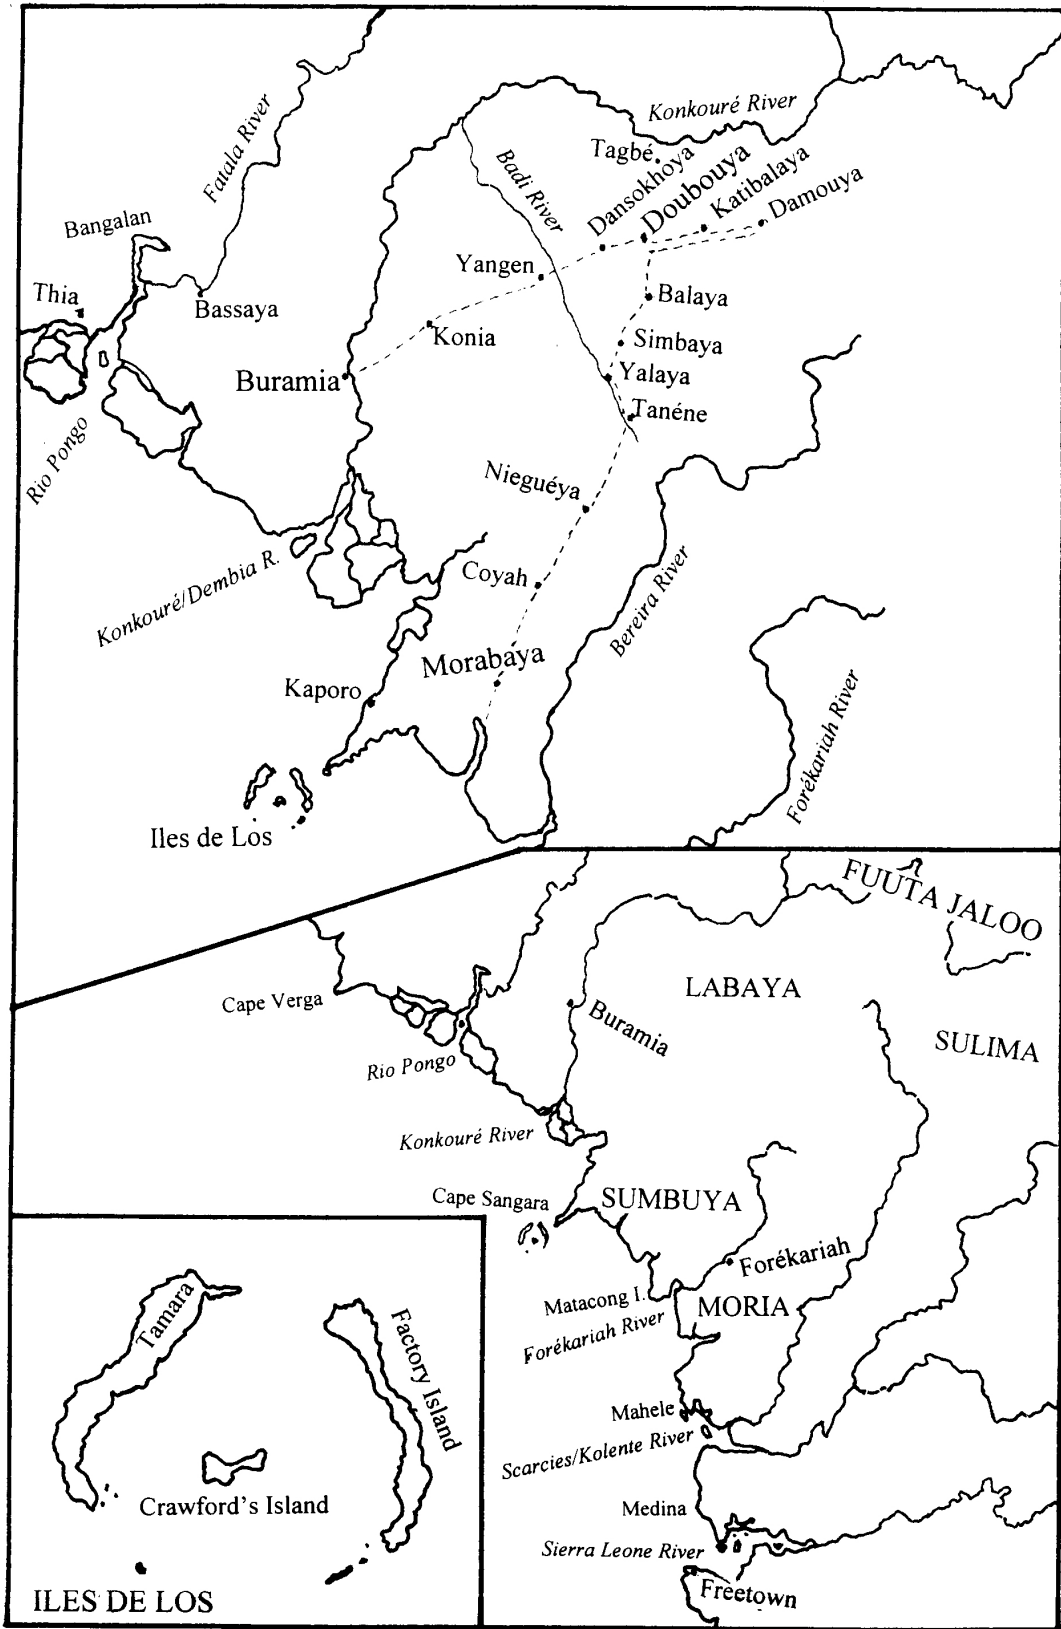 Konkouré River
Fatala River
Tagbé
Badi River
Dansokhoya
Doubouya
Katibalaya
Damouya
Bangalan
Yangen
Thia
Bassaya
Balaya
Konia
Simbaya
Buramia
Yalaya
Tanéne
Rio Pongo
Nieguéya
Konkouré/Dembia R.
Coyah
Bereira River
Morabaya
Kaporo
Forékariah River
Iles de Los
FUUTA JALOO
LABAYA
Cape Verga
Buramia
SULIMA
Rio Pongo
Konkouré River
Cape Sangara
SUMBUYA
Forékariah
Matacong I.
MORIA
Forékariah River
Mahele
Scarcies/Kolente River
Medina
Sierra Leone River
Freetown
Tamara
Factory Island
Crawford's Island
ILES DE LOS